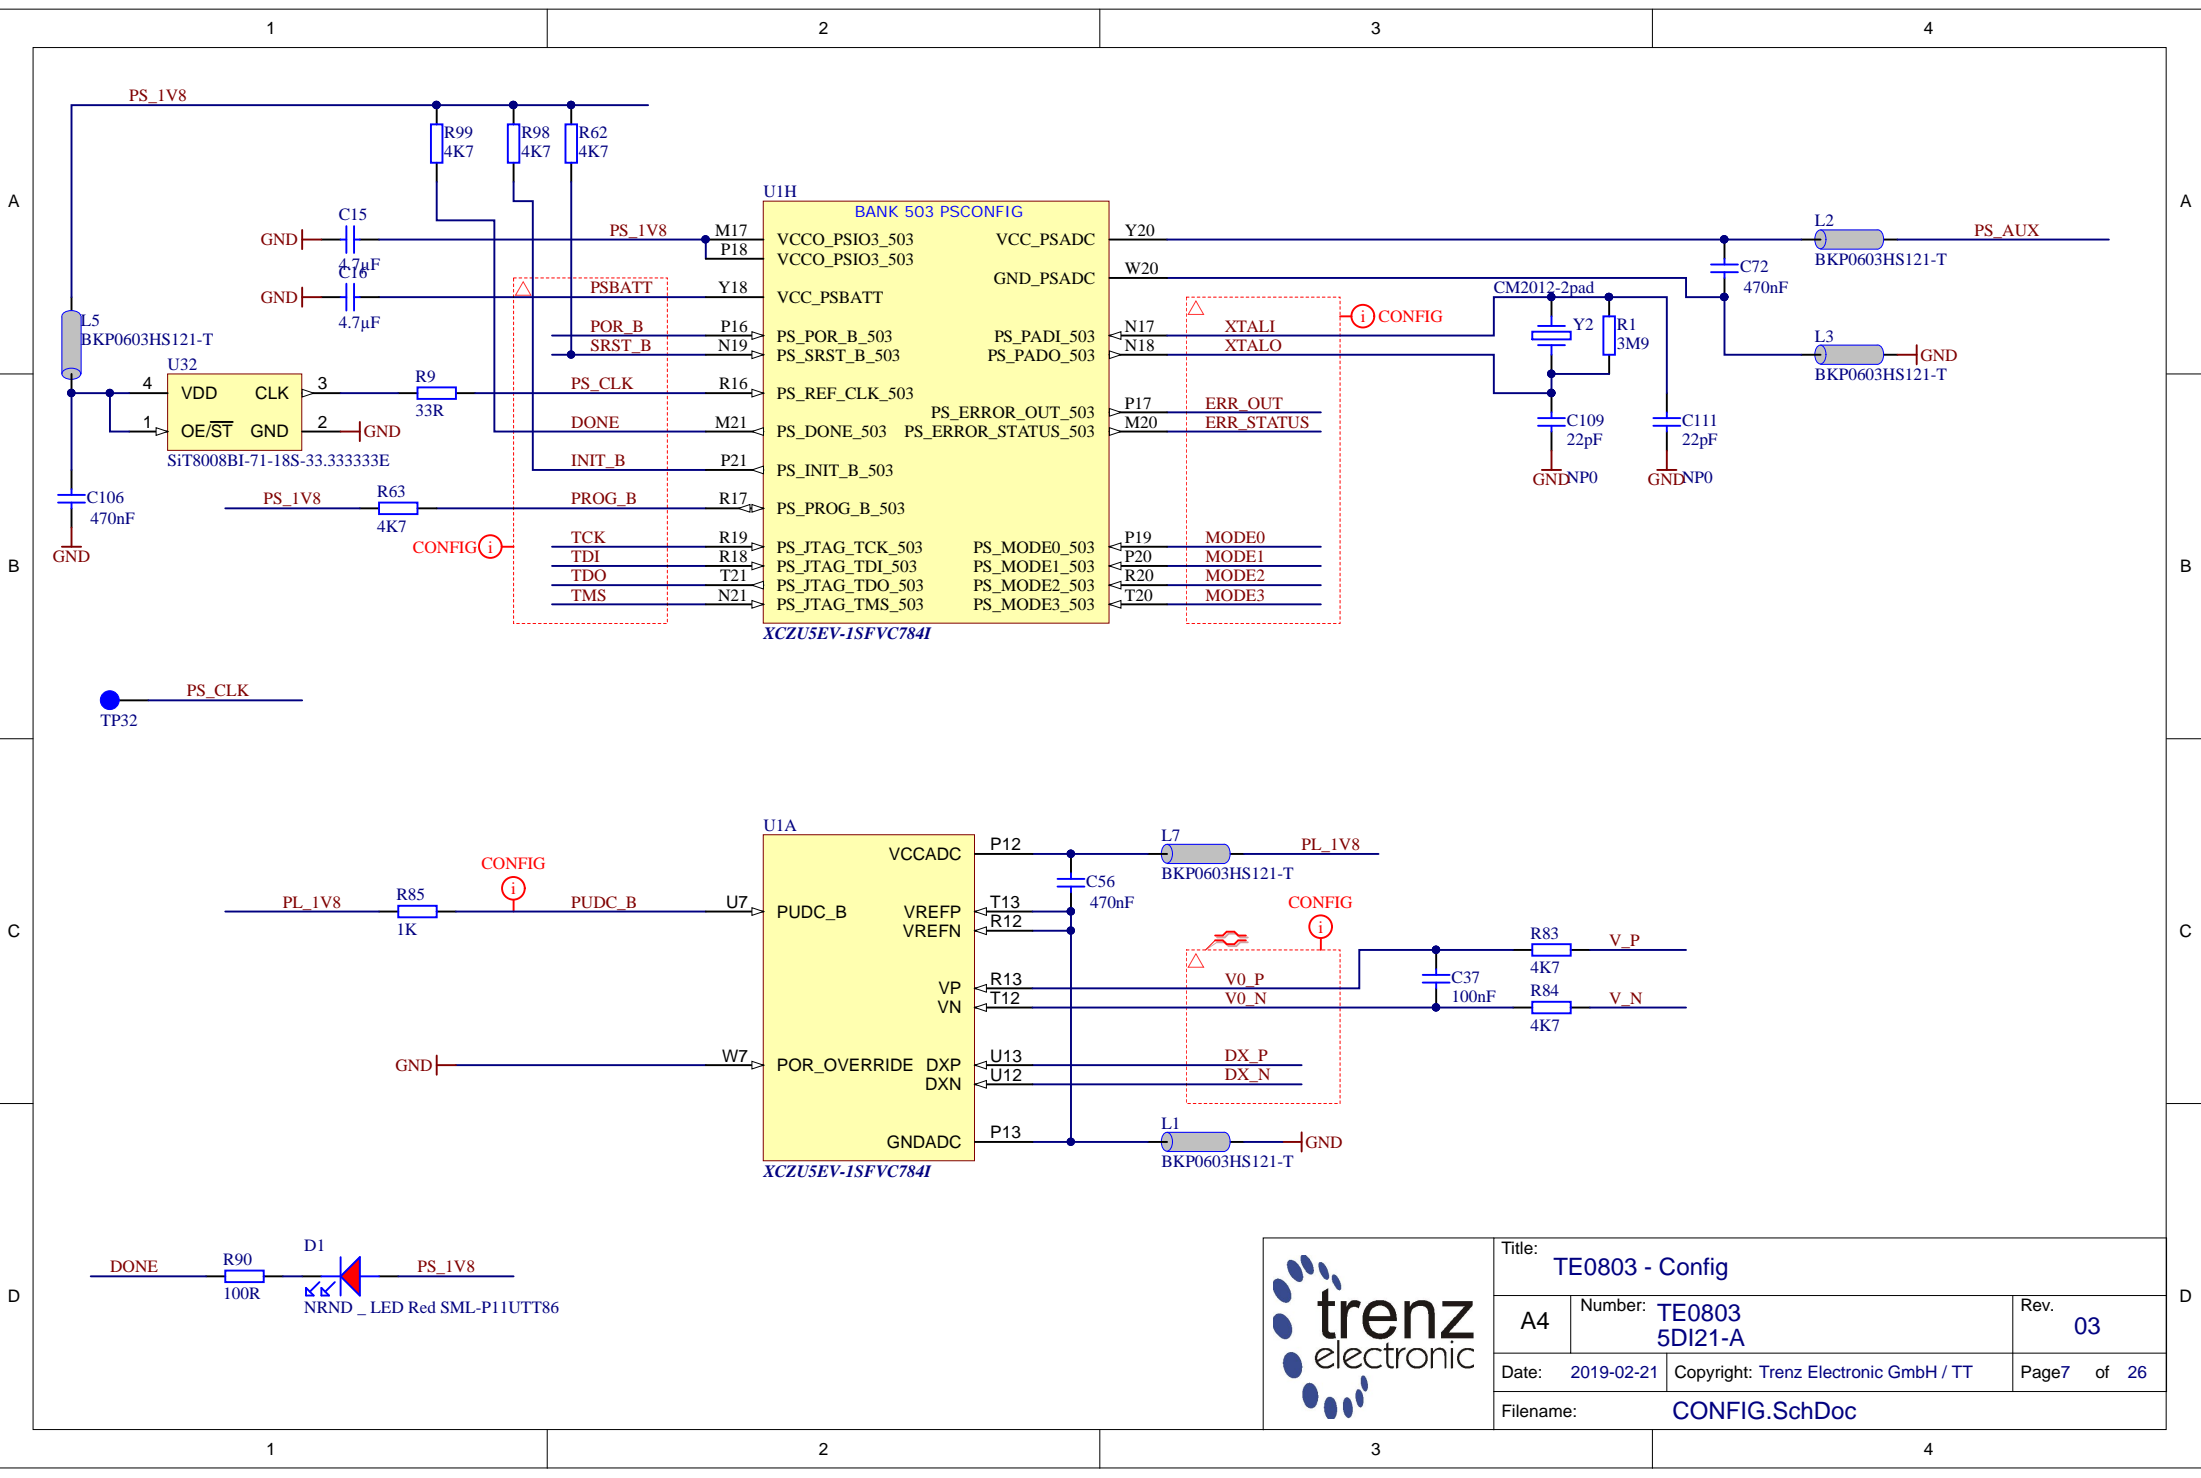 1 2 3 4
PS_1V8
R99 R98 R62
4K7 4K7 4K7
A A
U1H
BANK 503 PSCONFIG
C15
GND PS_1V8 M17 VCCO_PSIO3_503 VCC_PSADC Y20 L2 PS_AUX
4.7µF P18 VCCO_PSIO3_503 BKP0603HS121-T
C16 GND_PSADC W20 C72
470nF
GND PSBATT Y18 VCC_PSBATT CM2012-2pad
4.7µF
L5 POR_B P16 PS_POR_B_503 PS_PADI_503 N17 XTALI CONFIG Y2 R1
BKP0603HS121-T SRST_B N19 PS_SRST_B_503 PS_PADO_503 N18 XTALO 3M9 L3 GND
BKP0603HS121-T
U32
4 VDD CLK 3 R9 PS_CLK R16 PS_REF_CLK_503
33R
PS_ERROR_OUT_503 P17 ERR_OUT
1 OE/ST GND 2 GND DONE M21 PS_DONE_503 PS_ERROR_STATUS_503 M20 ERR_STATUS C109 C111
22pF 22pF
SiT8008BI-71-18S-33.333333E INIT_B P21 PS_INIT_B_503 GND NP0 GND NP0
C106 PS_1V8 R63 PROG_B R17 PS_PROG_B_503
470nF 4K7
GND CONFIG TCK R19 PS_JTAG_TCK_503 PS_MODE0_503 P19 MODE0
B TDI R18 PS_JTAG_TDI_503 PS_MODE1_503 P20 MODE1 B
TDO T21 PS_JTAG_TDO_503 PS_MODE2_503 R20 MODE2
TMS N21 PS_JTAG_TMS_503 PS_MODE3_503 T20 MODE3
XCZU5EV-1SFVC784I
PS_CLK
TP32
U1A
VCCADC P12 L7 PL_1V8
CONFIG BKP0603HS121-T
C56
470nF
PL_1V8 R85 PUDC_B U7 PUDC_B VREFP T13 CONFIG
1K VREFN R12
C C
R83 V_P
4K7
VP R13 V0_P C37
VN T12 V0_N 100nF R84 V_N
4K7
GND W7 POR_OVERRIDE DXP U13 DX_P
DXN U12 DX_N
GNDADC P13 L1 GND
BKP0603HS121-T
XCZU5EV-1SFVC784I
DONE R90 D1 PS_1V8
100R
NRND _ LED Red SML-P11UTT86
D D
trenz
electronic
Title:
TE0803 - Config
A4 Number: TE0803 Rev.
5DI21-A 03
Date: 2019-02-21 Copyright: Trenz Electronic GmbH / TT Page7 of 26
Filename: CONFIG.SchDoc
1 2 3 4